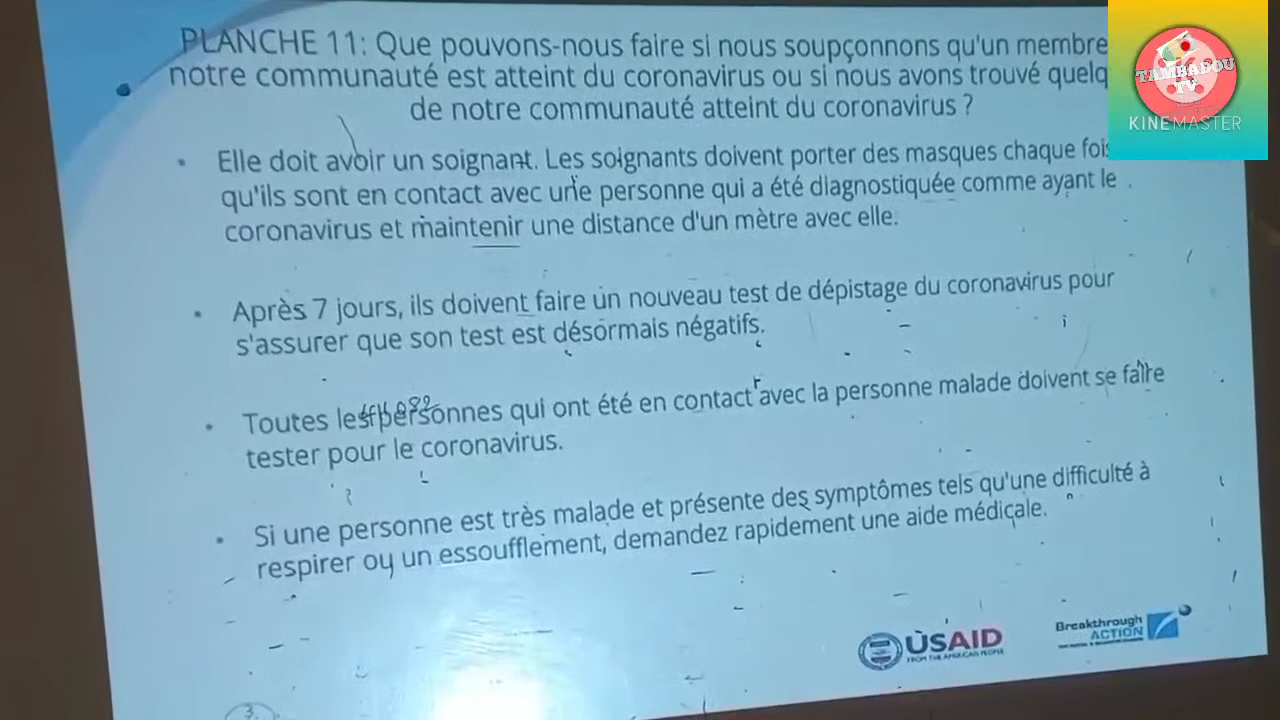 PLANCHE 11: Que pouvons-nous faire si nous soupçonnons qu'un membre
notre communauté est atteint du coronavirus ou si nous avons trouvé quelq
de notre communauté atteint du coronavirus ?
• Elle doit avoir un soignant. Les soignants doivent porter des masques chaque fois
qu'ils sont en contact avec une personne qui a été diagnostiquée comme ayant le
coronavirus et maintenir une distance d'un mètre avec elle.
• Après 7 jours, ils doivent faire un nouveau test de dépistage du coronavirus pour
s'assurer que son test est désormais négatifs.
• Toutes les personnes qui ont été en contact avec la personne malade doivent se faire
tester pour le coronavirus.
• Si une personne est très malade et présente des symptômes tels qu'une difficulté à
respirer ou un essoufflement, demandez rapidement une aide médicale.
USAID
FROM THE AMERICAN PEOPLE
Breakthrough
ACTION
3
TAMBADOU
TV
KINEMASTER